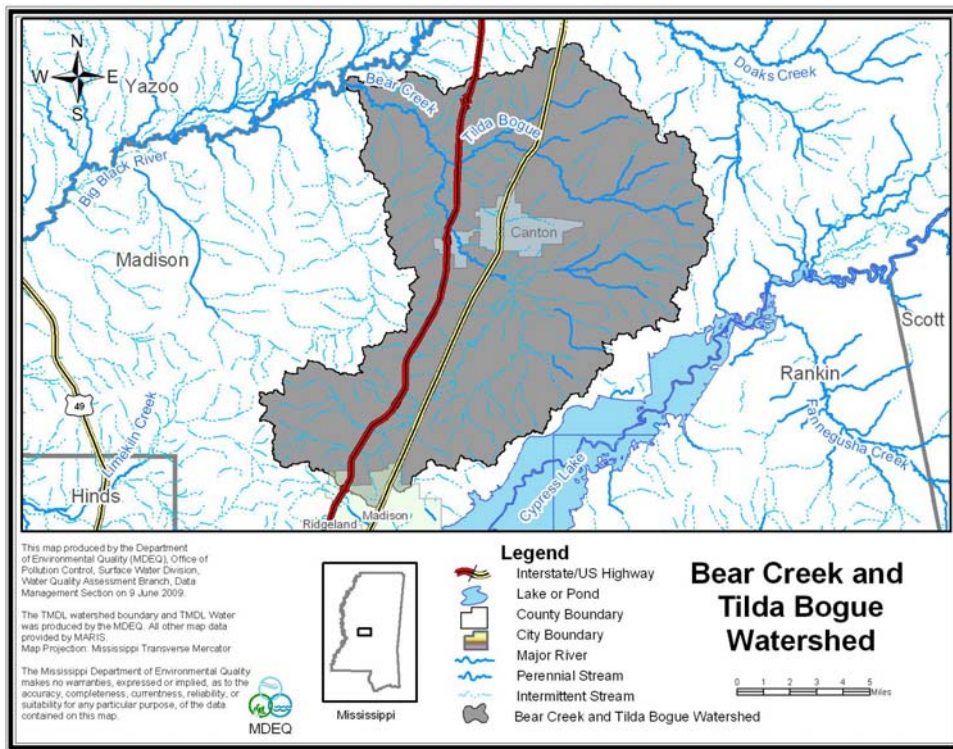 N
W E
S
Yazoo
Bear Creek
Doaks Creek
Tilda Bogue
Big Black River
Canton
Madison
Scott
Rankin
49
Limekiln Creek
Fannegusha Creek
Cypress Lake
Hinds
Madison
Ridgeland
This map produced by the Department
of Environmental Quality (MDEQ), Office of
Pollution Control, Surface Water Division,
Water Quality Assessment Branch, Data
Management Section on 9 June 2009.
The TMDL watershed boundary and TMDL Water
was produced by the MDEQ. All other map data
provided by MARIS.
Map Projection: Mississippi Transverse Mercator
The Mississippi Department of Environmental Quality
makes no warranties, expressed or implied, as to the
accuracy, completeness, currentness, reliability, or
suitability for any particular purpose, of the data
contained on this map.
MDEQ
Mississippi
Legend
Interstate/US Highway
Lake or Pond
County Boundary
City Boundary
Major River
Perennial Stream
Intermittent Stream
Bear Creek and Tilda Bogue Watershed
Bear Creek and
Tilda Bogue
Watershed
0 1 2 3 4 5
Miles